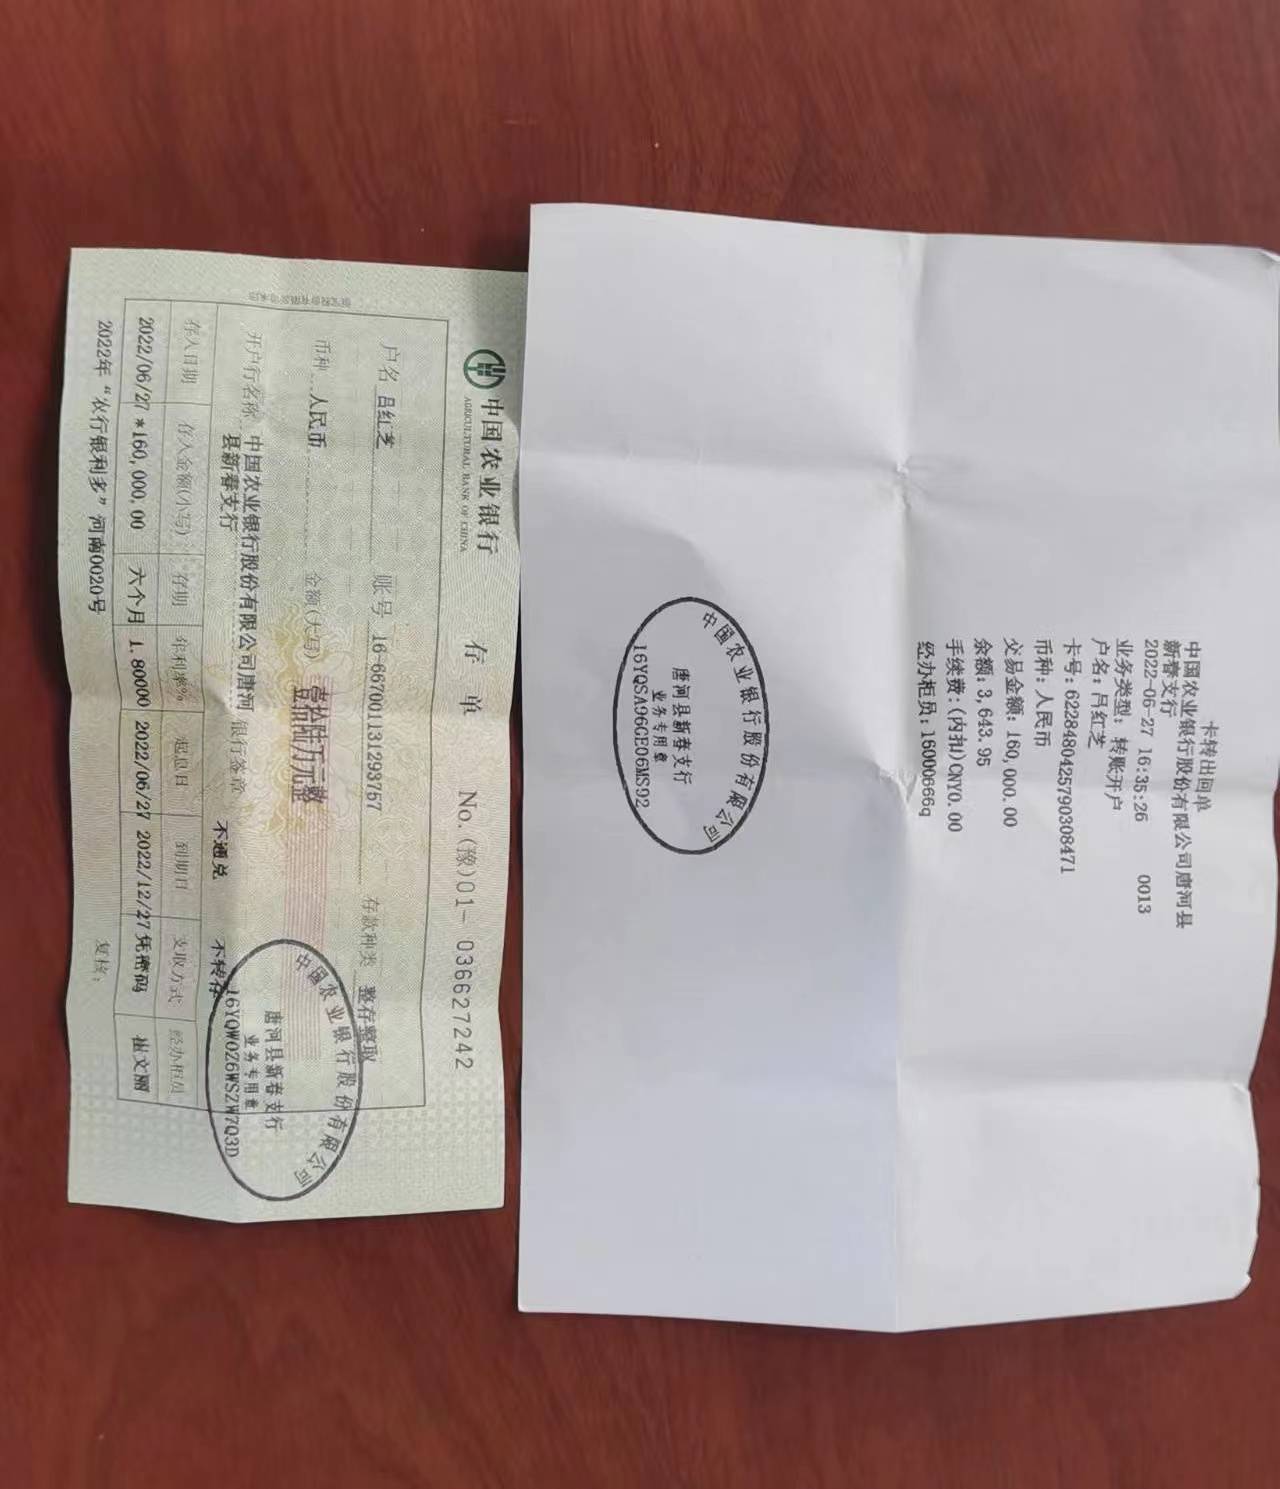 中国农业银行
AGRICULTURAL BANK OF CHINA
存 单
No.(豫)01- 036627242
户名 吕红芝
账号 16-667001131293757
存款种类 整存整取
币种 人民币
金额(大写) 壹拾陆万元整
开户行名称 中国农业银行股份有限公司唐河
县新春支行
银行签章
不通兑
不转存
存入日期 存入金额(小写) 存期 年利率% 起息日 到期日 支取方式 经办柜员
2022/06/27 *160,000.00 六个月 1.80000 2022/06/27 2022/12/27 凭密码 崔文丽
2022年“农行银利多”河南0020号
复核:
中国农业银行股份有限公司
唐河县新春支行
业务专用章
16YQWOZ6WSZW7Q3D
卡转出回单
中国农业银行股份有限公司唐河县
新春支行
2022-06-27 16:35:26 0013
业务类型: 转账开户
户名: 吕红芝
卡号: 6228480425790308471
币种: 人民币
交易金额: 160,000.00
余额: 3,643.95
手续费: (内扣)CNY0.00
经办柜员: 1600666q
中国农业银行股份有限公司
唐河县新春支行
业务专用章
16YQSA96GE06MS92